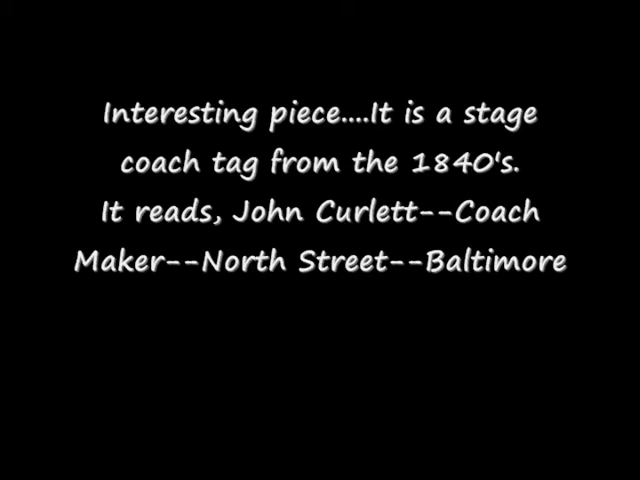 Interesting piece....It is a stage
coach tag from the 1840's.
It reads, John Curlett--Coach
Maker--North Street--Baltimore